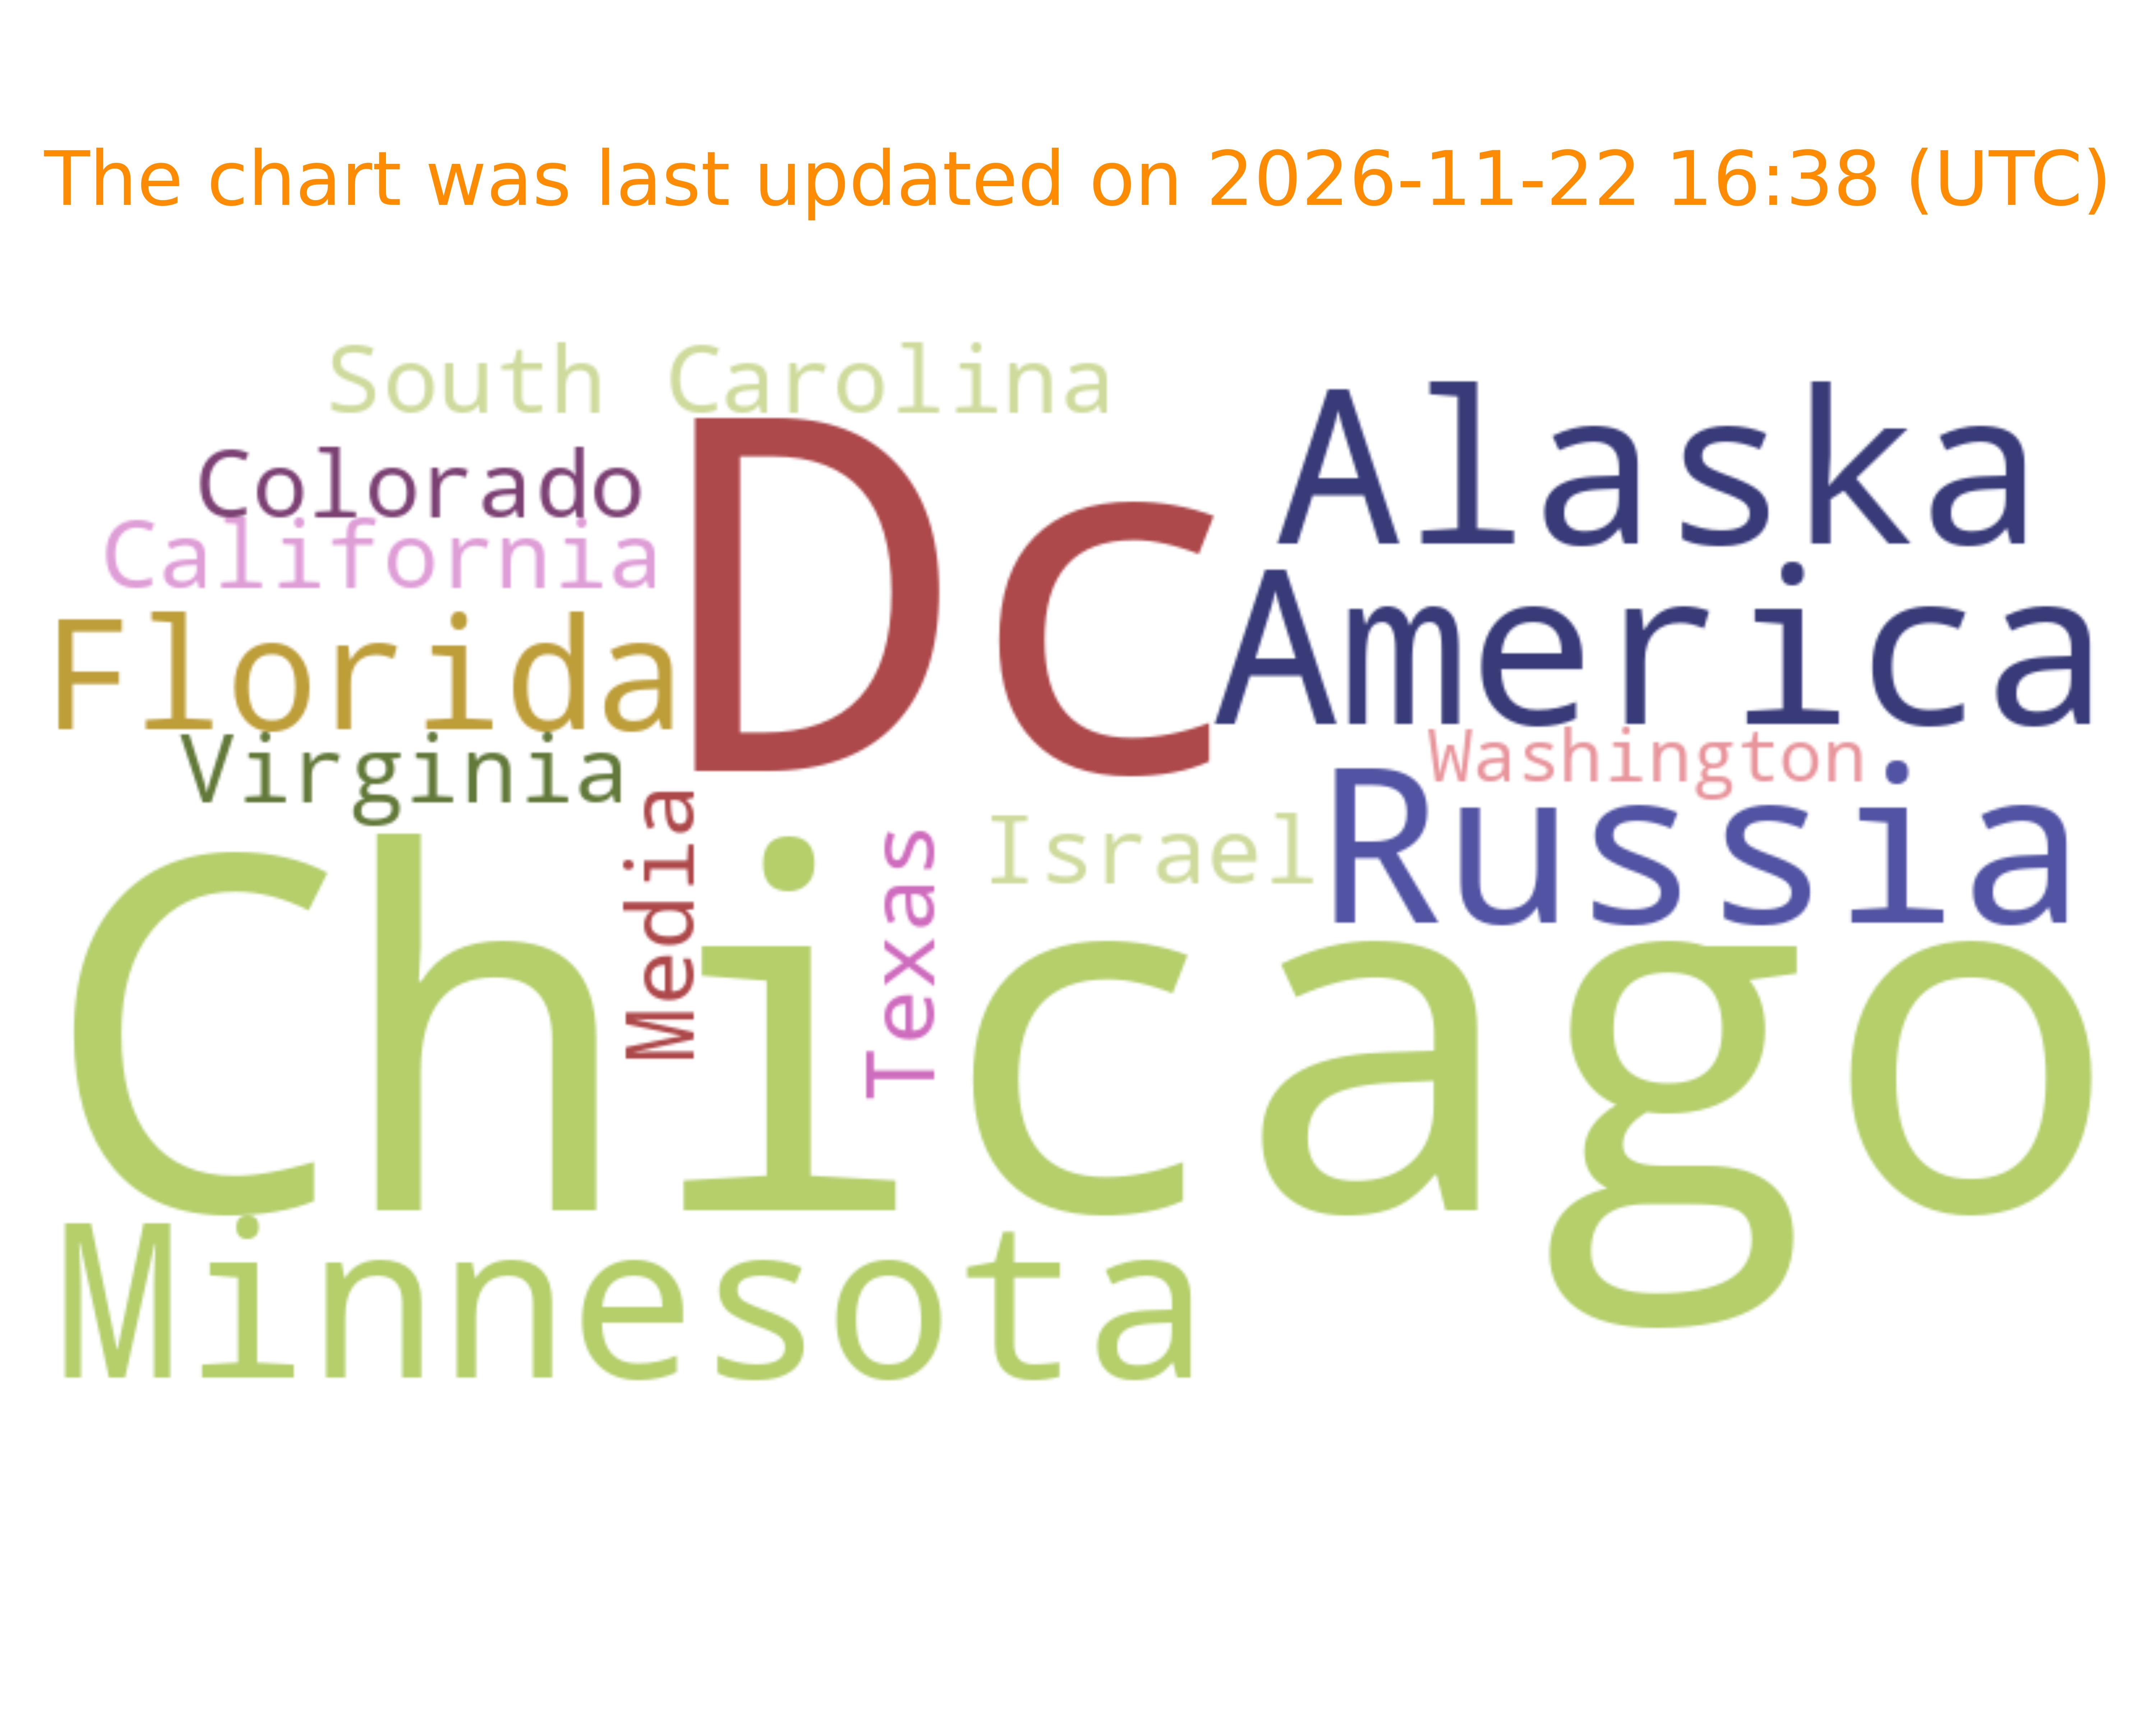 The chart was last updated on 2026-11-22 16:38 (UTC)
South Carolina
Alaska
Colorado
California
Dc
America
Florida
Washington
Virginia
Russia
Media
Texas
Israel
Chicago
Minnesota